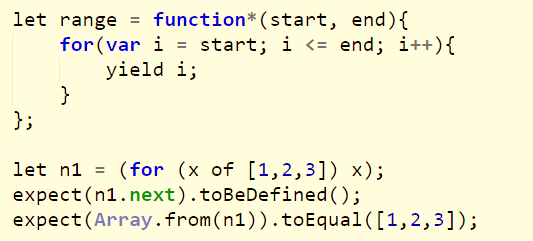 let range = function*(start, end){
    for(var i = start; i <= end; i++){
        yield i;
    }
};

let n1 = (for (x of [1,2,3]) x);
expect(n1.next).toBeDefined();
expect(Array.from(n1)).toEqual([1,2,3]);